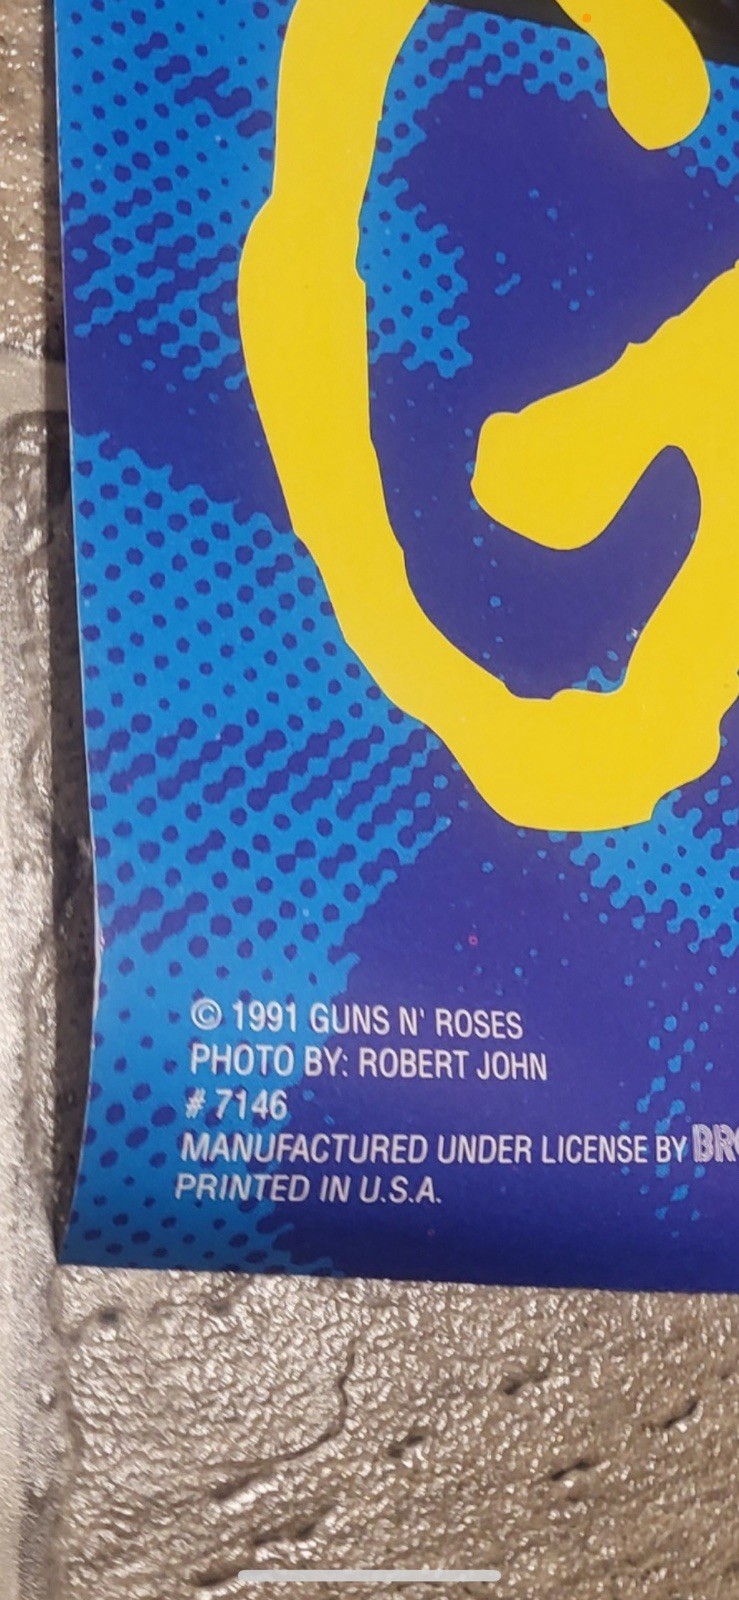 G
© 1991 GUNS N' ROSES
PHOTO BY: ROBERT JOHN
# 7146
MANUFACTURED UNDER LICENSE BY
PRINTED IN U.S.A.